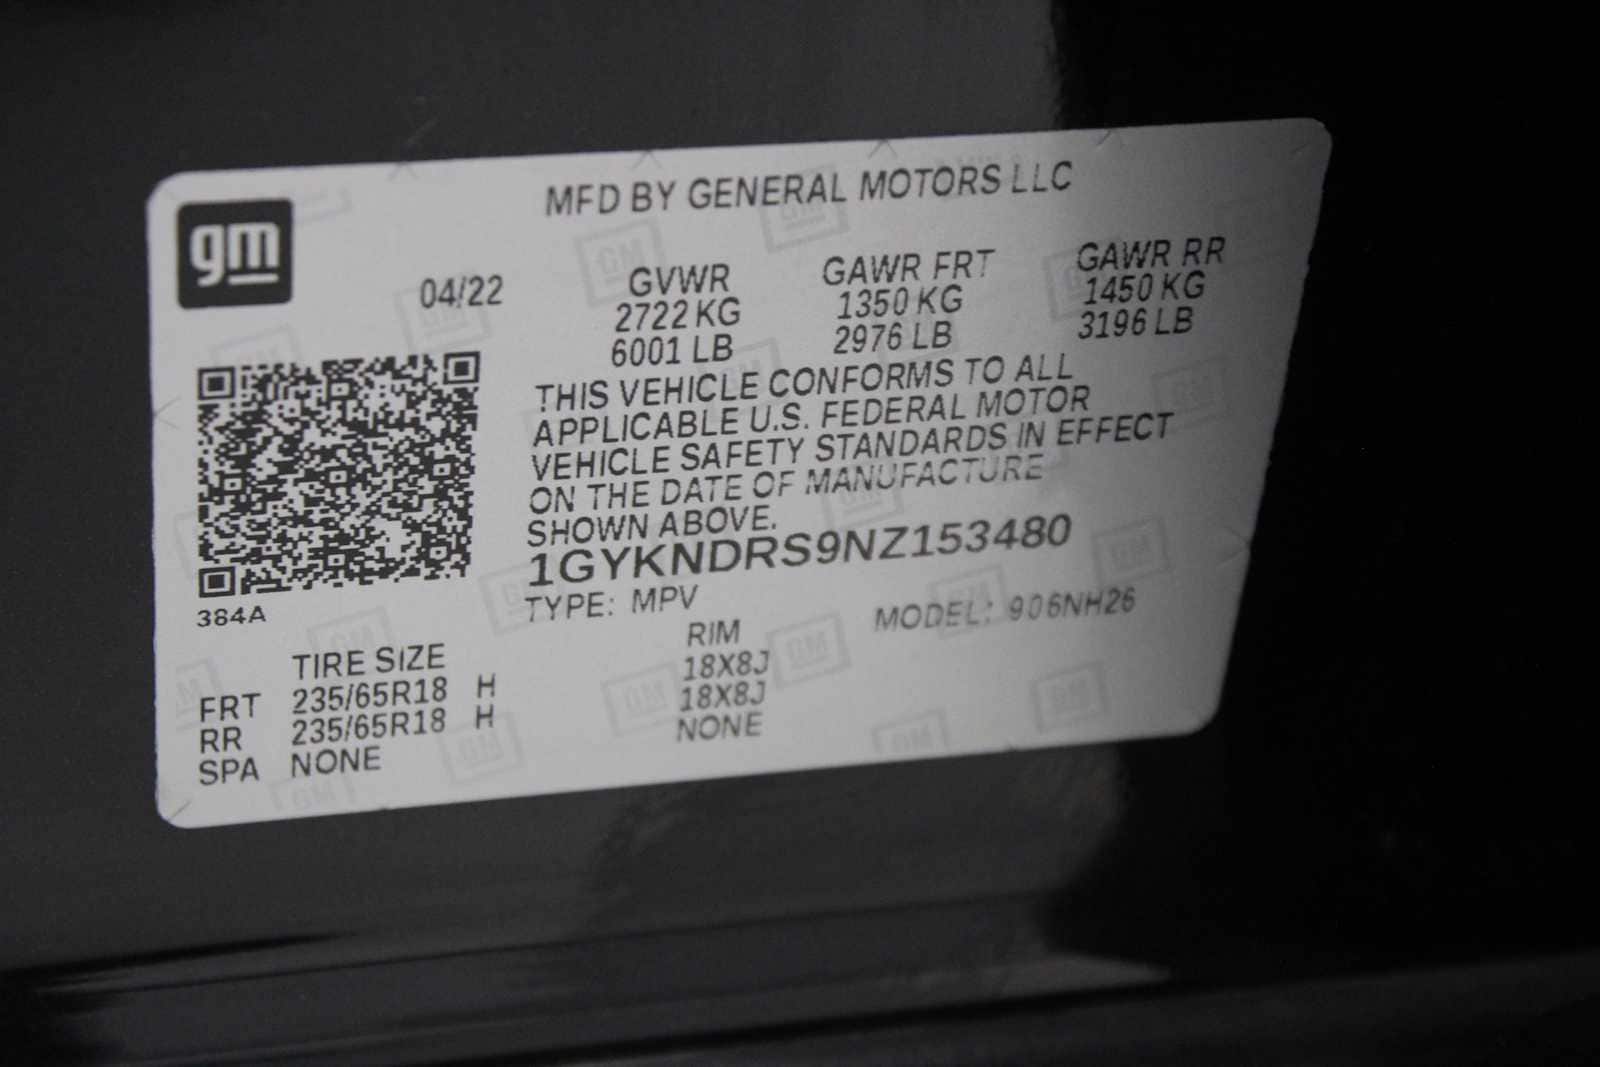 MFD BY GENERAL MOTORS LLC
gm
04/22 GVWR GAWR FRT GAWR RR
2722 KG 1350 KG 1450 KG
6001 LB 2976 LB 3196 LB
THIS VEHICLE CONFORMS TO ALL
APPLICABLE U.S. FEDERAL MOTOR
VEHICLE SAFETY STANDARDS IN EFFECT
ON THE DATE OF MANUFACTURE
SHOWN ABOVE.
1GYKNDRS9NZ153480
384A
TYPE: MPV MODEL: 906NH26
TIRE SIZE RIM
FRT 235/65R18 H 18X8J
RR 235/65R18 H 18X8J
SPA NONE NONE